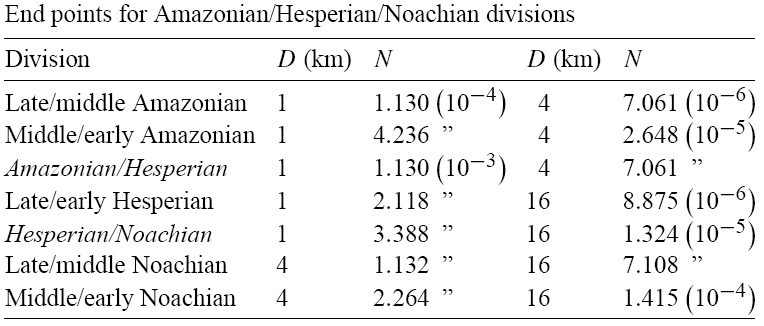 End points for Amazonian/Hesperian/Noachian divisions
Division D (km) N D (km) N
Late/middle Amazonian 1 1.130 (10−4) 4 7.061 (10−6)
Middle/early Amazonian 1 4.236 ” 4 2.648 (10−5)
Amazonian/Hesperian 1 1.130 (10−3) 4 7.061 ”
Late/early Hesperian 1 2.118 ” 16 8.875 (10−6)
Hesperian/Noachian 1 3.388 ” 16 1.324 (10−5)
Late/middle Noachian 4 1.132 ” 16 7.108 ”
Middle/early Noachian 4 2.264 ” 16 1.415 (10−4)